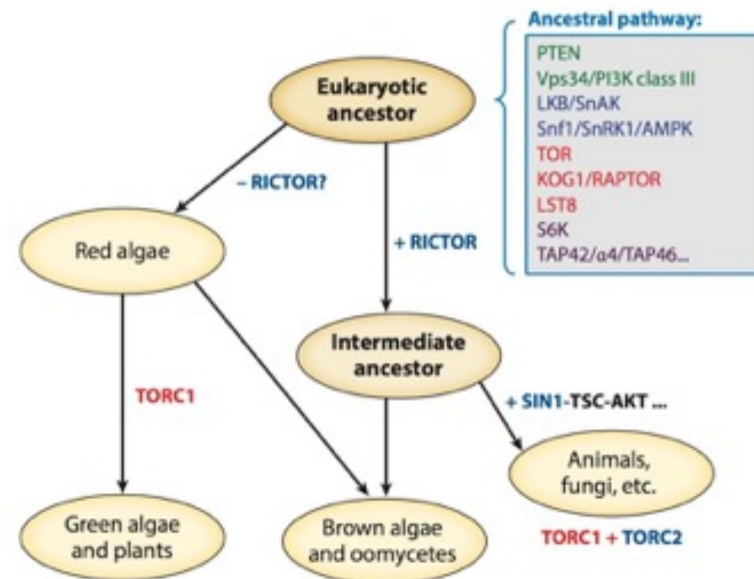 Ancestral pathway:
PTEN
Vps34/PI3K class III
LKB/SnAK
Snf1/SnRK1/AMPK
TOR
KOG1/RAPTOR
LST8
S6K
TAP42/α4/TAP46...
Eukaryotic
ancestor
– RICTOR?
+ RICTOR
Red algae
Intermediate
ancestor
TORC1
+ SIN1-TSC-AKT ...
Animals,
fungi, etc.
Green algae
and plants
Brown algae
and oomycetes
TORC1 + TORC2